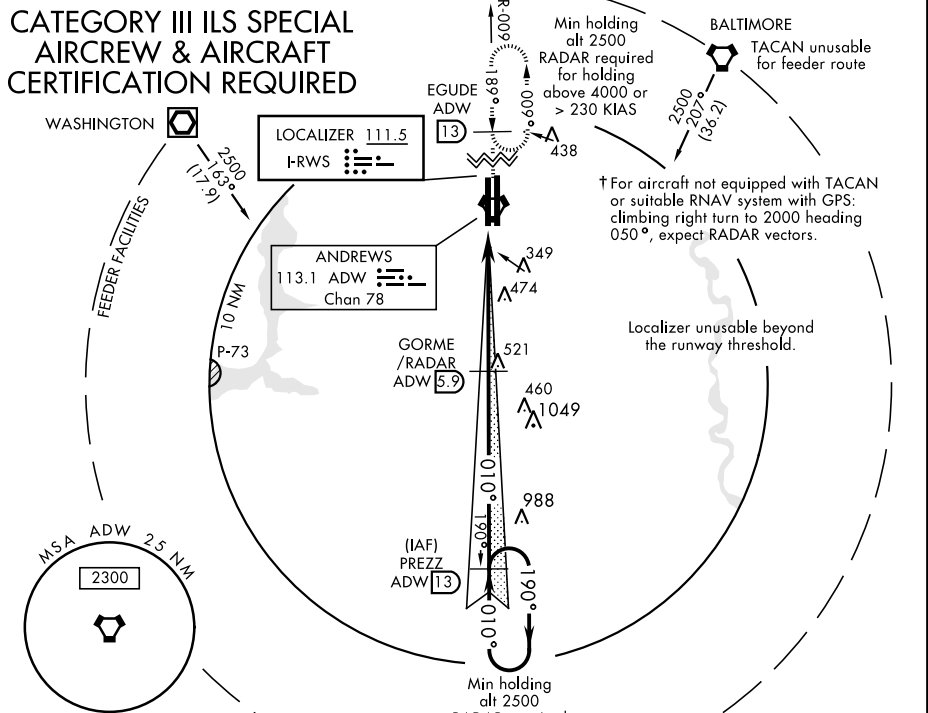 CATEGORY III ILS SPECIAL
AIRCREW & AIRCRAFT
CERTIFICATION REQUIRED
R-009
189°
009°
Min holding
alt 2500
RADAR required
for holding
above 4000 or
> 230 KIAS
BALTIMORE
TACAN unusable
for feeder route
2500
207°
(36.2)
WASHINGTON
2500
163°
(17.9)
EGUDE
ADW
13
438
LOCALIZER 111.5
I-RWS
† For aircraft not equipped with TACAN
or suitable RNAV system with GPS:
climbing right turn to 2000 heading
050°, expect RADAR vectors.
FEEDER FACILITIES
ANDREWS
113.1 ADW
Chan 78
349
474
10 NM
P-73
Localizer unusable beyond
the runway threshold.
GORME
/RADAR
ADW 5.9
521
460
1049
010°
190°
988
(IAF)
PREZZ
ADW 13
190°
010°
MSA ADW 25 NM
2300
Min holding
alt 2500